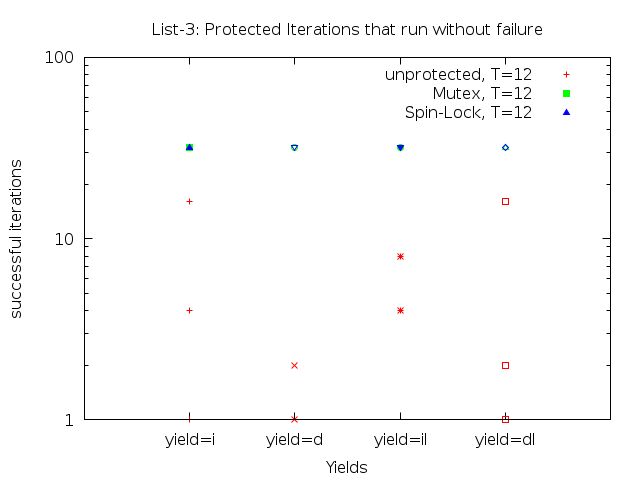 List-3: Protected Iterations that run without failure
100
unprotected, T=12
Mutex, T=12
Spin-Lock, T=12
successful iterations
10
1
yield=i
yield=d
yield=il
yield=dl
Yields